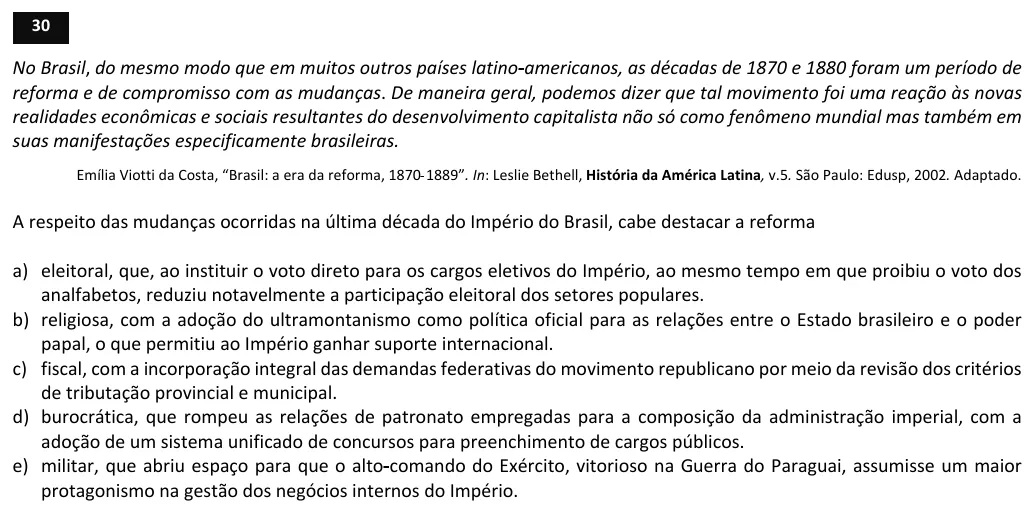 30
No Brasil, do mesmo modo que em muitos outros países latino-americanos, as décadas de 1870 e 1880 foram um período de
reforma e de compromisso com as mudanças. De maneira geral, podemos dizer que tal movimento foi uma reação às novas
realidades econômicas e sociais resultantes do desenvolvimento capitalista não só como fenômeno mundial mas também em
suas manifestações especificamente brasileiras.
Emília Viotti da Costa, “Brasil: a era da reforma, 1870-1889”. In: Leslie Bethell, História da América Latina, v.5. São Paulo: Edusp, 2002. Adaptado.
A respeito das mudanças ocorridas na última década do Império do Brasil, cabe destacar a reforma
a) eleitoral, que, ao instituir o voto direto para os cargos eletivos do Império, ao mesmo tempo em que proibiu o voto dos
analfabetos, reduziu notavelmente a participação eleitoral dos setores populares.
b) religiosa, com a adoção do ultramontanismo como política oficial para as relações entre o Estado brasileiro e o poder
papal, o que permitiu ao Império ganhar suporte internacional.
c) fiscal, com a incorporação integral das demandas federativas do movimento republicano por meio da revisão dos critérios
de tributação provincial e municipal.
d) burocrática, que rompeu as relações de patronato empregadas para a composição da administração imperial, com a
adoção de um sistema unificado de concursos para preenchimento de cargos públicos.
e) militar, que abriu espaço para que o alto-comando do Exército, vitorioso na Guerra do Paraguai, assumisse um maior
protagonismo na gestão dos negócios internos do Império.